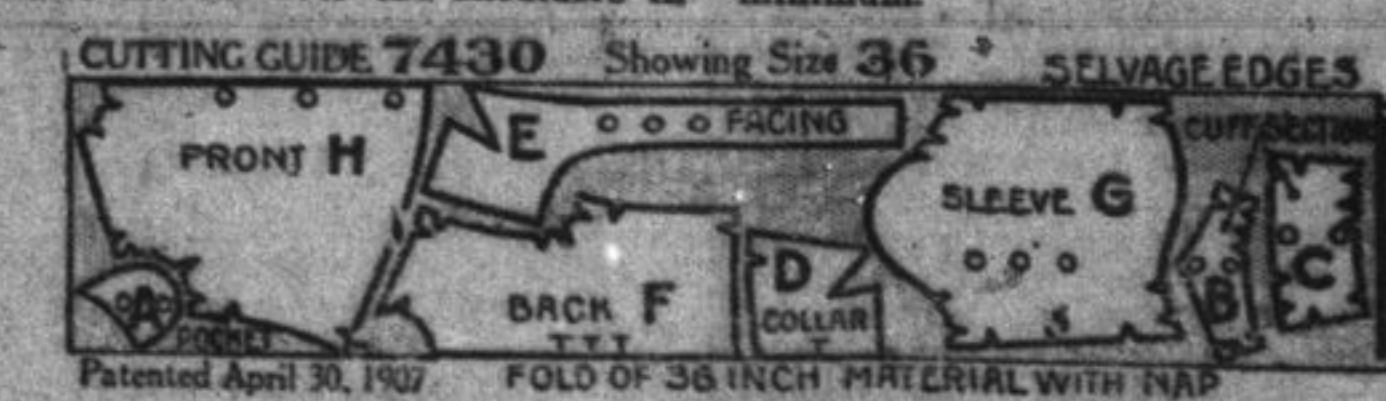 CUTTING GUIDE 7430 Showing Size 36 SELVAGE EDGES
E FACING
CUFF SECTION
FRONT H
SLEEVE G
D
C
A
BACK F
B
COLLAR
POCKET
Patented April 30, 1907 FOLD OF 36 INCH MATERIAL WITH NAP